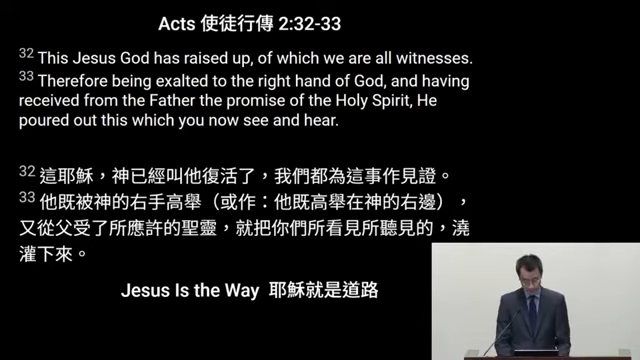 Acts 使徒行傳 2:32-33
32 This Jesus God has raised up, of which we are all witnesses.
33 Therefore being exalted to the right hand of God, and having
received from the Father the promise of the Holy Spirit, He
poured out this which you now see and hear.
32 這耶穌，神已經叫他復活了，我們都為這事作見證。
33 他既被神的右手高舉（或作：他既高舉在神的右邊），
又從父受了所應許的聖靈，就把你們所看見所聽見的，澆
灌下來。
Jesus Is the Way 耶穌就是道路